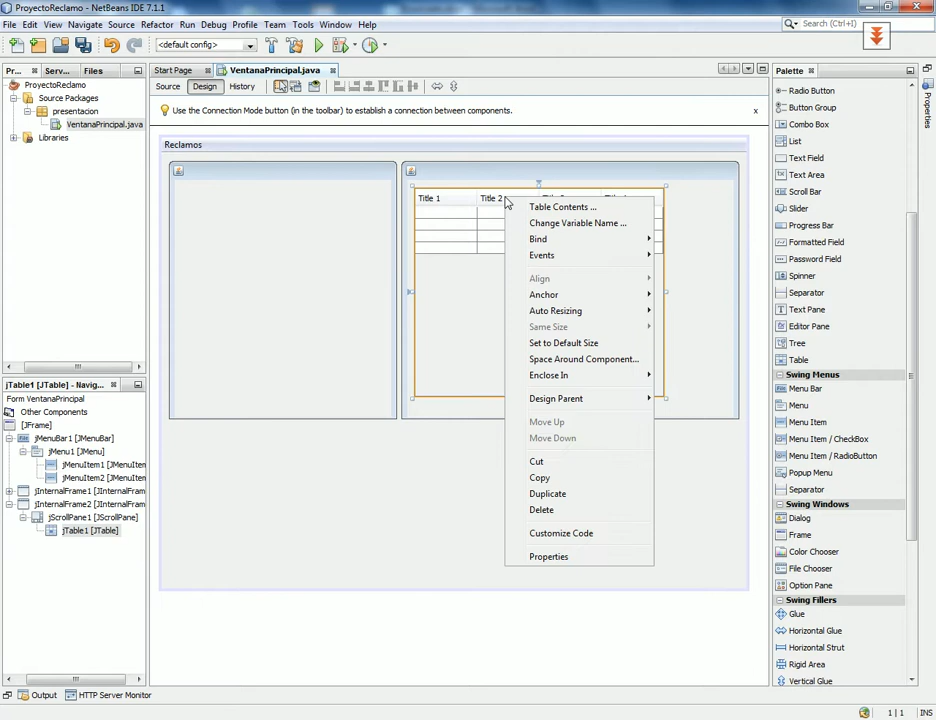 ProyectoReclamo - NetBeans IDE 7.1.1
File Edit View Navigate Source Refactor Run Debug Profile Team Tools Window Help
Search (Ctrl+I)
<default config>
Pr... Serv... Files
Start Page
VentanaPrincipal.java
Palette
Source Design History
Use the Connection Mode button (in the toolbar) to establish a connection between components.
x
ProyectoReclamo
Source Packages
presentacion
VentanaPrincipal.java
Libraries
Reclamos
Title 1
Title 2
Table Contents ...
Change Variable Name ...
Bind
Events
Align
Anchor
Auto Resizing
Same Size
Set to Default Size
Space Around Component...
Enclose In
Design Parent
Move Up
Move Down
Cut
Copy
Duplicate
Delete
Customize Code
Properties
jTable1 [JTable] - Navig...
Form VentanaPrincipal
Other Components
[JFrame]
jMenuBar1 [JMenuBar]
jMenu1 [JMenu]
jMenuItem1 [JMenuItem
jMenuItem2 [JMenuItem
jInternalFrame1 [JInternalFrame]
jInternalFrame2 [JInternalFrame]
jScrollPane1 [JScrollPane]
jTable1 [JTable]
Radio Button
Button Group
Combo Box
List
Text Field
Text Area
Scroll Bar
Slider
Progress Bar
Formatted Field
Password Field
Spinner
Separator
Text Pane
Editor Pane
Tree
Table
Swing Menus
Menu Bar
Menu
Menu Item
Menu Item / CheckBox
Menu Item / RadioButton
Popup Menu
Separator
Swing Windows
Dialog
Frame
Color Chooser
File Chooser
Option Pane
Swing Fillers
Glue
Horizontal Glue
Horizontal Strut
Rigid Area
Vertical Glue
Properties
Output
HTTP Server Monitor
1 | 1
INS